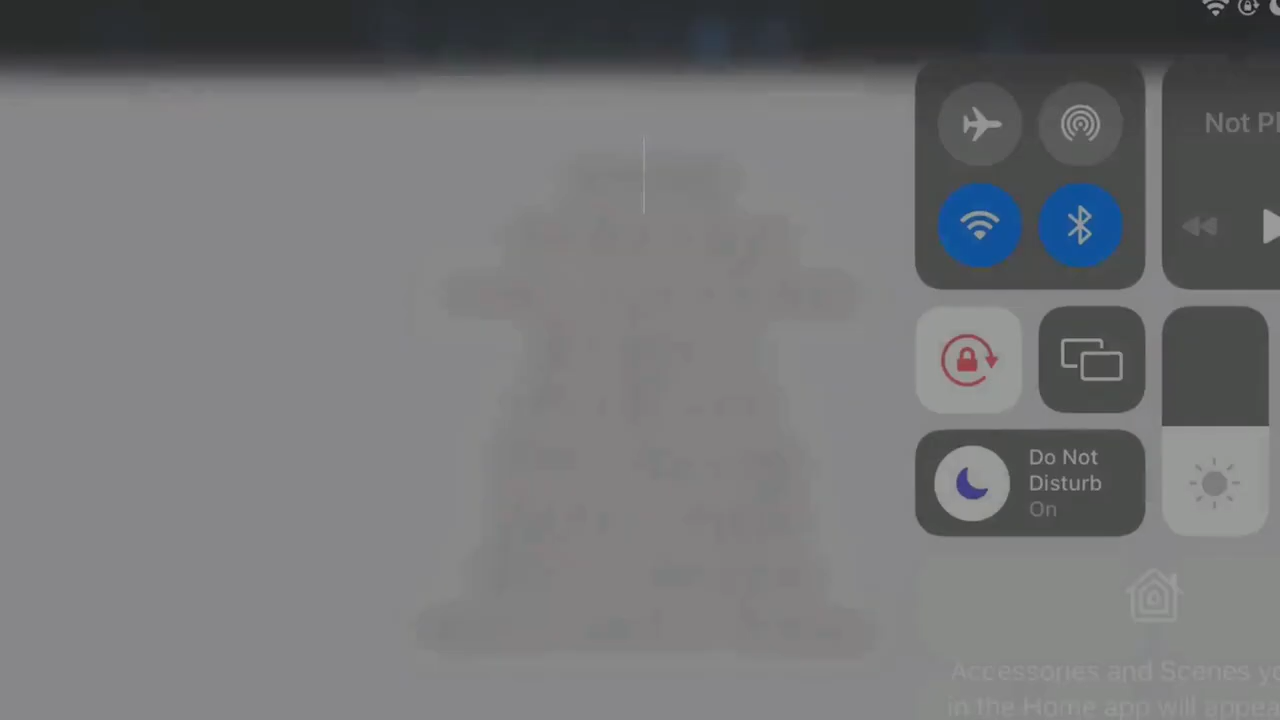 Not Pl
Do Not
Disturb
On
Accessories and Scenes yo
in the Home app will appea